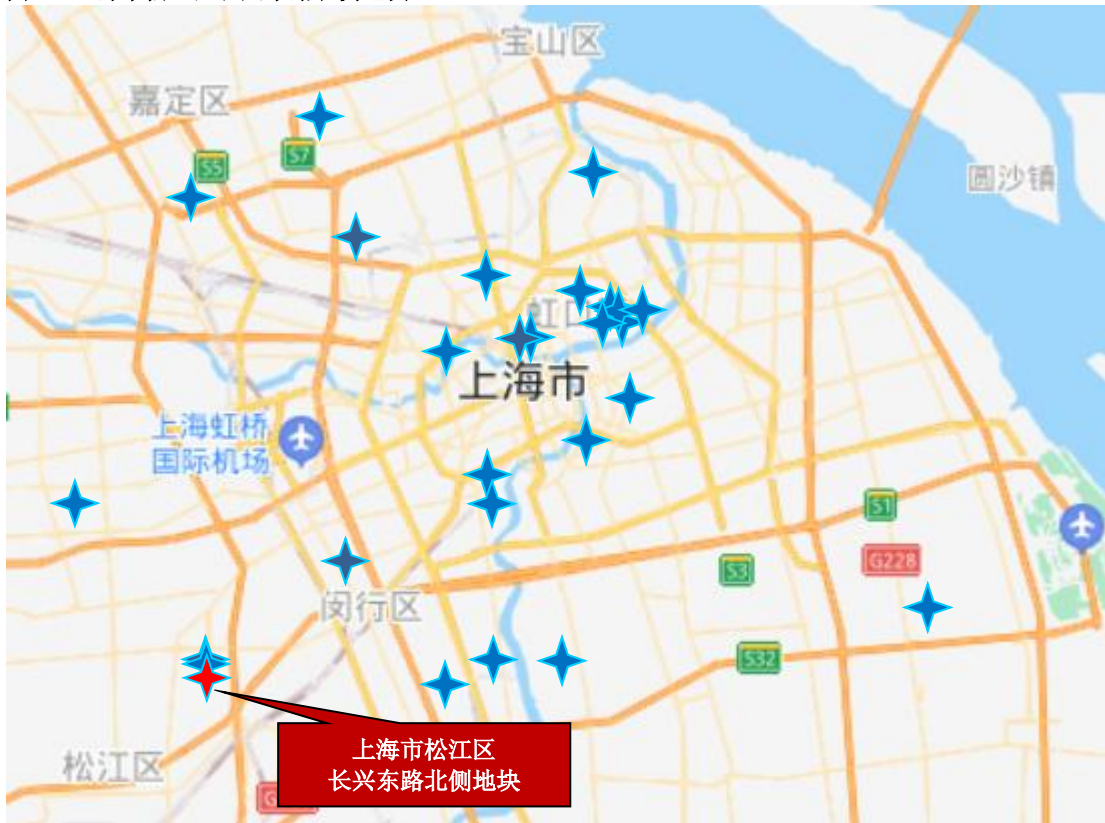 宝山区
嘉定区
S7
S5
圆沙镇
虹口
上海市
上海虹桥
国际机场
S1
G228
S3
闵行区
S32
上海市松江区
长兴东路北侧地块
松江区